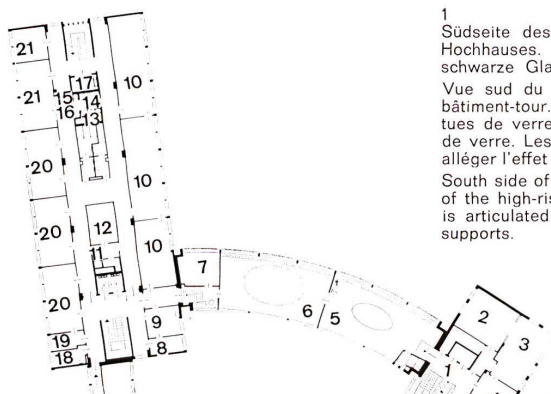 1
Südseite des
Hochhauses.
schwarze Gla
Vue sud du
bâtiment-tour.
tues de verre
de verre. Les
alléger l'effet
South side of
of the high-ris
is articulated
supports.
21
17
10
21
15
14
16
13
20
10
20
12
10
11
7
20
6
5
2
9
3
19
8
1
18